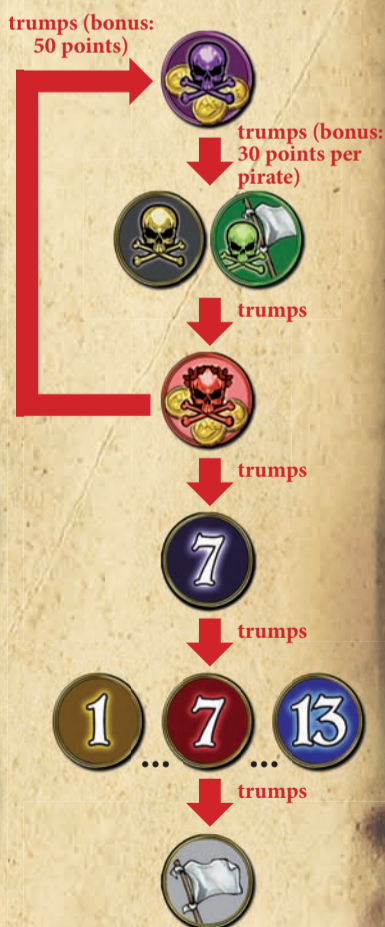 trumps (bonus:
50 points)
trumps (bonus:
30 points per
pirate)
trumps
trumps
7
trumps
1 ... 7 ... 13
trumps